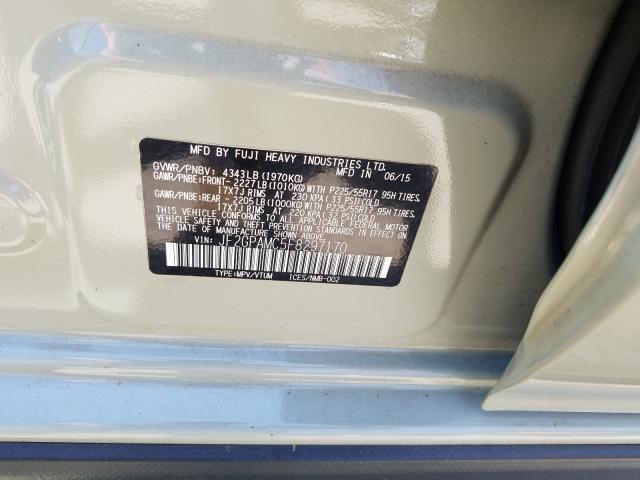 MFD BY FUJI HEAVY INDUSTRIES LTD.
GVWR/PNBV: 4343LB(1970KG) MFD IN 06/15
GAWR/PNBE:FRONT- 2227LB(1010KG) WITH P225/55R17 95H TIRES
17X7J RIMS AT 230 KPA(33 PSI)COLD
GAWR/PNBE:REAR - 2205LB(1000KG) WITH P225/55R17 95H TIRES
17X7J RIMS AT 220 KPA(32 PSI)COLD
THIS VEHICLE CONFORMS TO ALL APPLICABLE FEDERAL MOTOR
VEHICLE SAFETY STANDARDS IN EFFECT ON THE DATE OF
MANUFACTURE SHOWN ABOVE.
VIN: JF2GPAMC5F8297170
TYPE:MPV/VTUM ICES/NMB-002